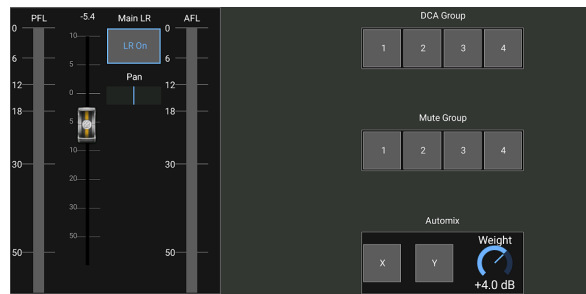 PFL
-5.4
Main LR
AFL
0
10
LR On
0
6
5
6
Pan
12
0
12
18
5
18
10
30
20
30
30
50
50
50
DCA Group
1 2 3 4
Mute Group
1 2 3 4
Automix
X Y
Weight
+4.0 dB